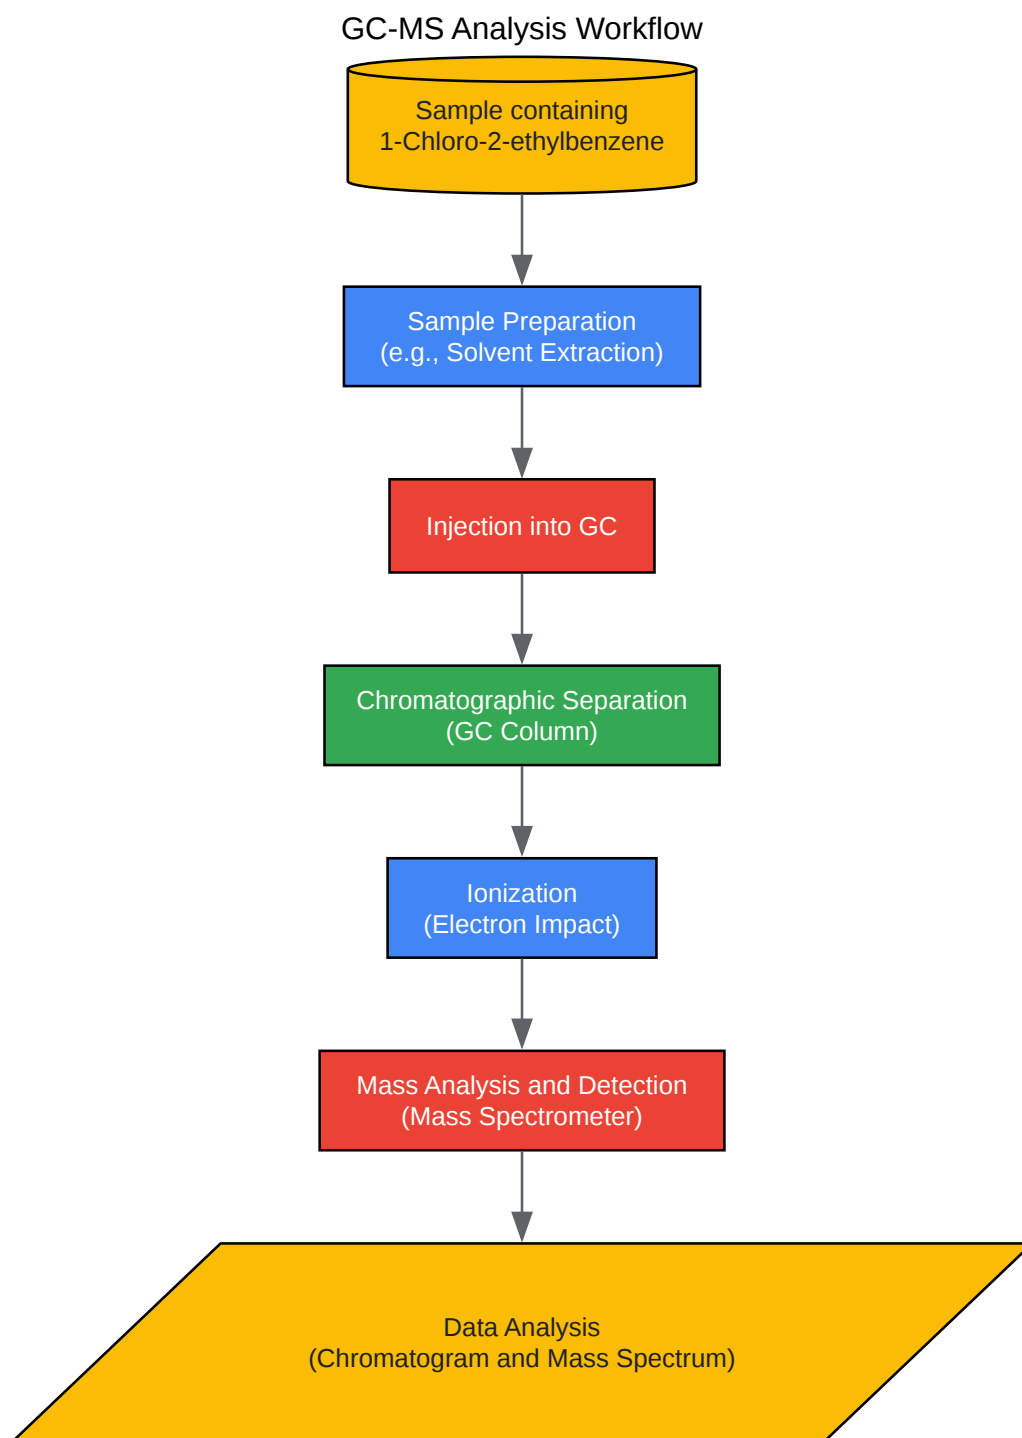 GC-MS Analysis Workflow
Sample containing
1-Chloro-2-ethylbenzene
Sample Preparation
(e.g., Solvent Extraction)
Injection into GC
Chromatographic Separation
(GC Column)
Ionization
(Electron Impact)
Mass Analysis and Detection
(Mass Spectrometer)
Data Analysis
(Chromatogram and Mass Spectrum)